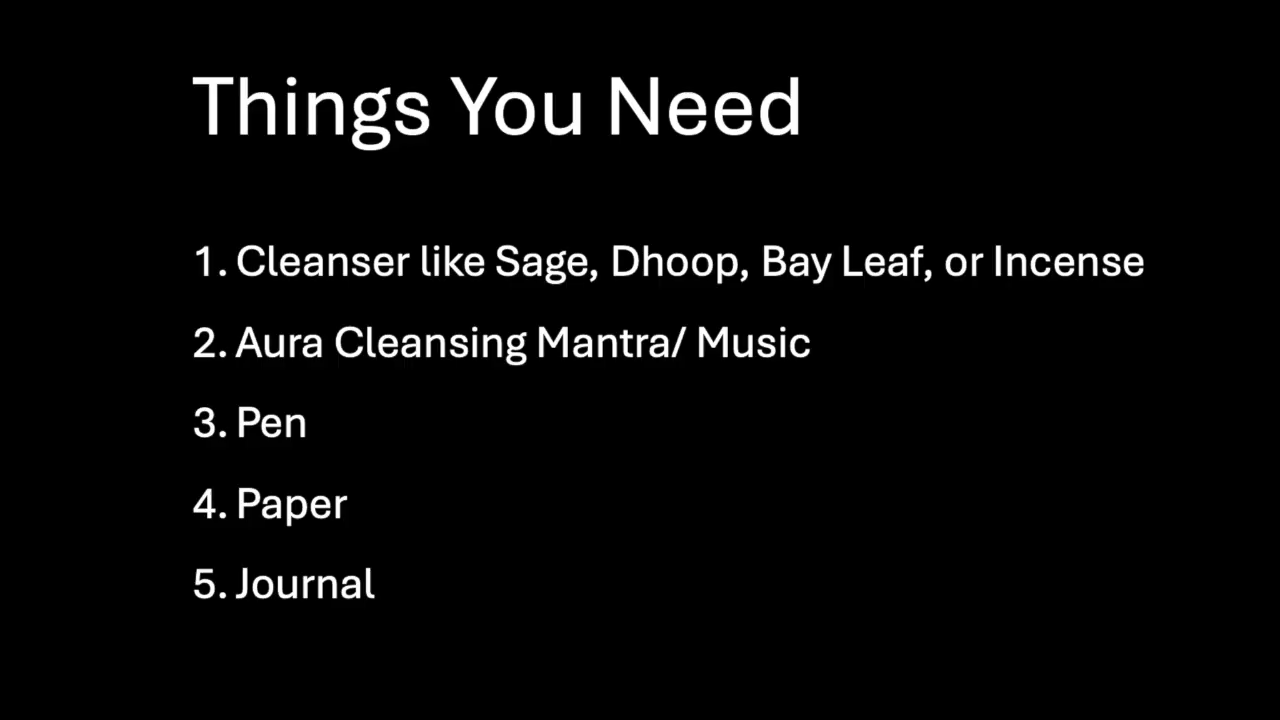 Things You Need
1. Cleanser like Sage, Dhoop, Bay Leaf, or Incense
2. Aura Cleansing Mantra/ Music
3. Pen
4. Paper
5. Journal